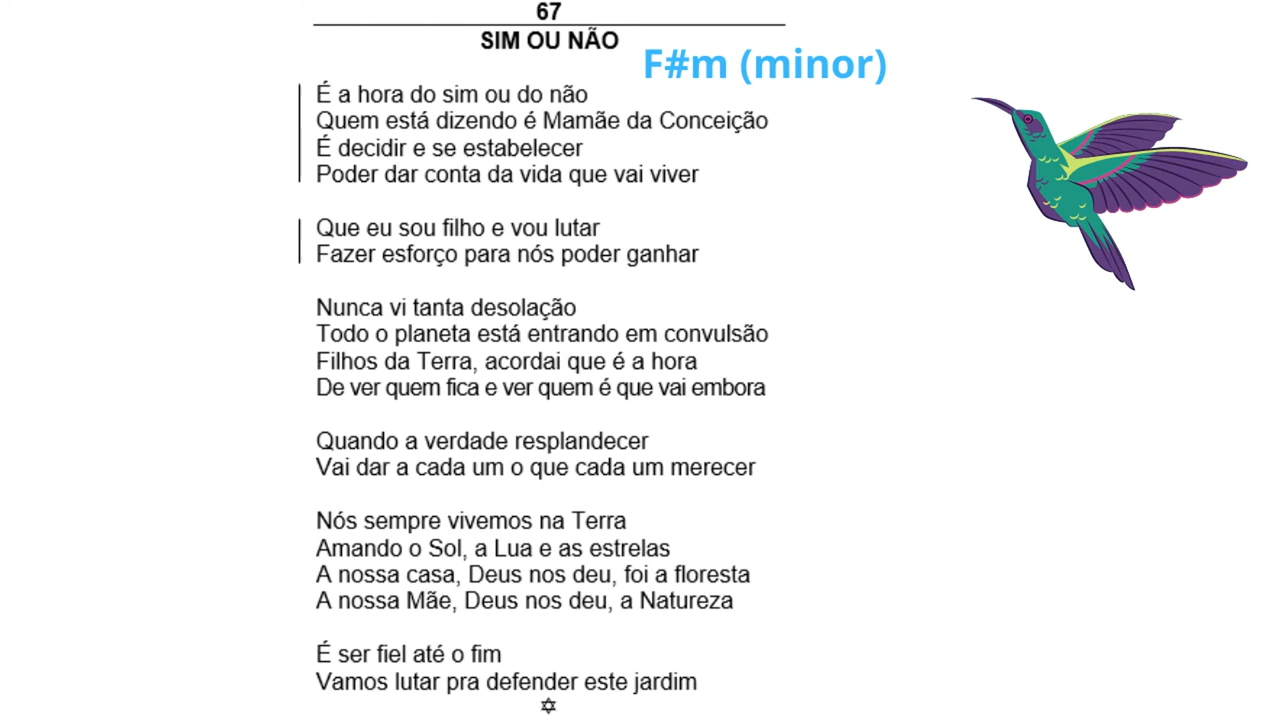 67
SIM OU NÃO
F#m (minor)
É a hora do sim ou do não
Quem está dizendo é Mamãe da Conceição
É decidir e se estabelecer
Poder dar conta da vida que vai viver
Que eu sou filho e vou lutar
Fazer esforço para nós poder ganhar
Nunca vi tanta desolação
Todo o planeta está entrando em convulsão
Filhos da Terra, acordai que é a hora
De ver quem fica e ver quem é que vai embora
Quando a verdade resplandecer
Vai dar a cada um o que cada um merecer
Nós sempre vivemos na Terra
Amando o Sol, a Lua e as estrelas
A nossa casa, Deus nos deu, foi a floresta
A nossa Mãe, Deus nos deu, a Natureza
É ser fiel até o fim
Vamos lutar pra defender este jardim